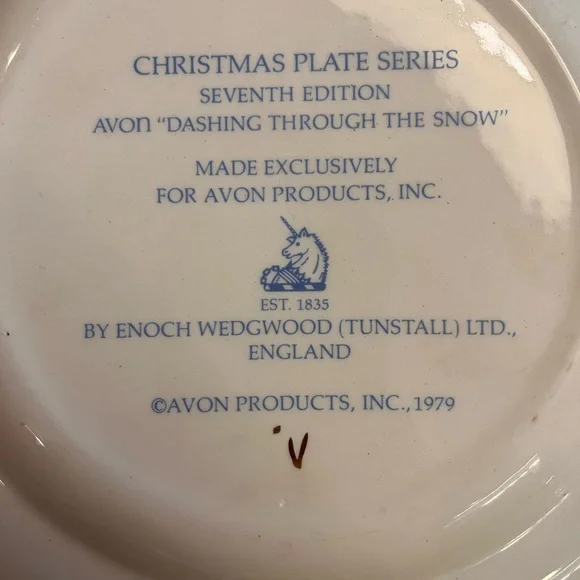 CHRISTMAS PLATE SERIES
SEVENTH EDITION
AVON "DASHING THROUGH THE SNOW"
MADE EXCLUSIVELY
FOR AVON PRODUCTS, INC.
EST. 1835
BY ENOCH WEDGWOOD (TUNSTALL) LTD.,
ENGLAND
©AVON PRODUCTS, INC., 1979
V